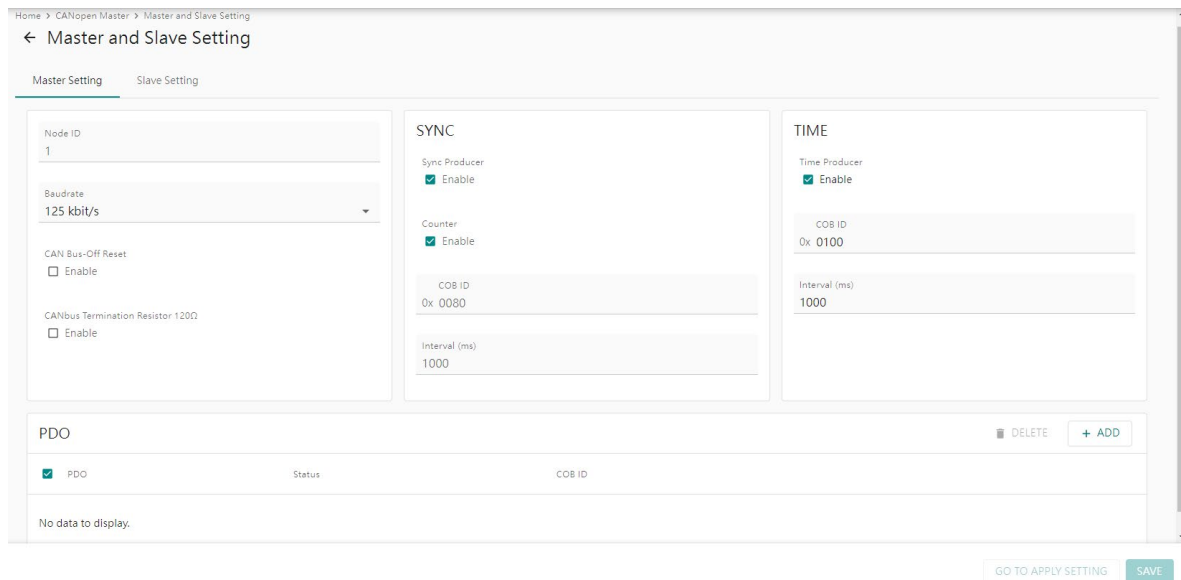 Home > CANopen Master > Master and Slave Setting
← Master and Slave Setting
Master Setting
Slave Setting
Node ID
1
Baudrate
125 kbit/s
CAN Bus-Off Reset
Enable
CANbus Termination Resistor 120Ω
Enable
SYNC
Sync Producer
Enable
Counter
Enable
COB ID
0x 0080
Interval (ms)
1000
TIME
Time Producer
Enable
COB ID
0x 0100
Interval (ms)
1000
PDO
DELETE
+ ADD
PDO Status COB ID
No data to display.
GO TO APPLY SETTING
SAVE